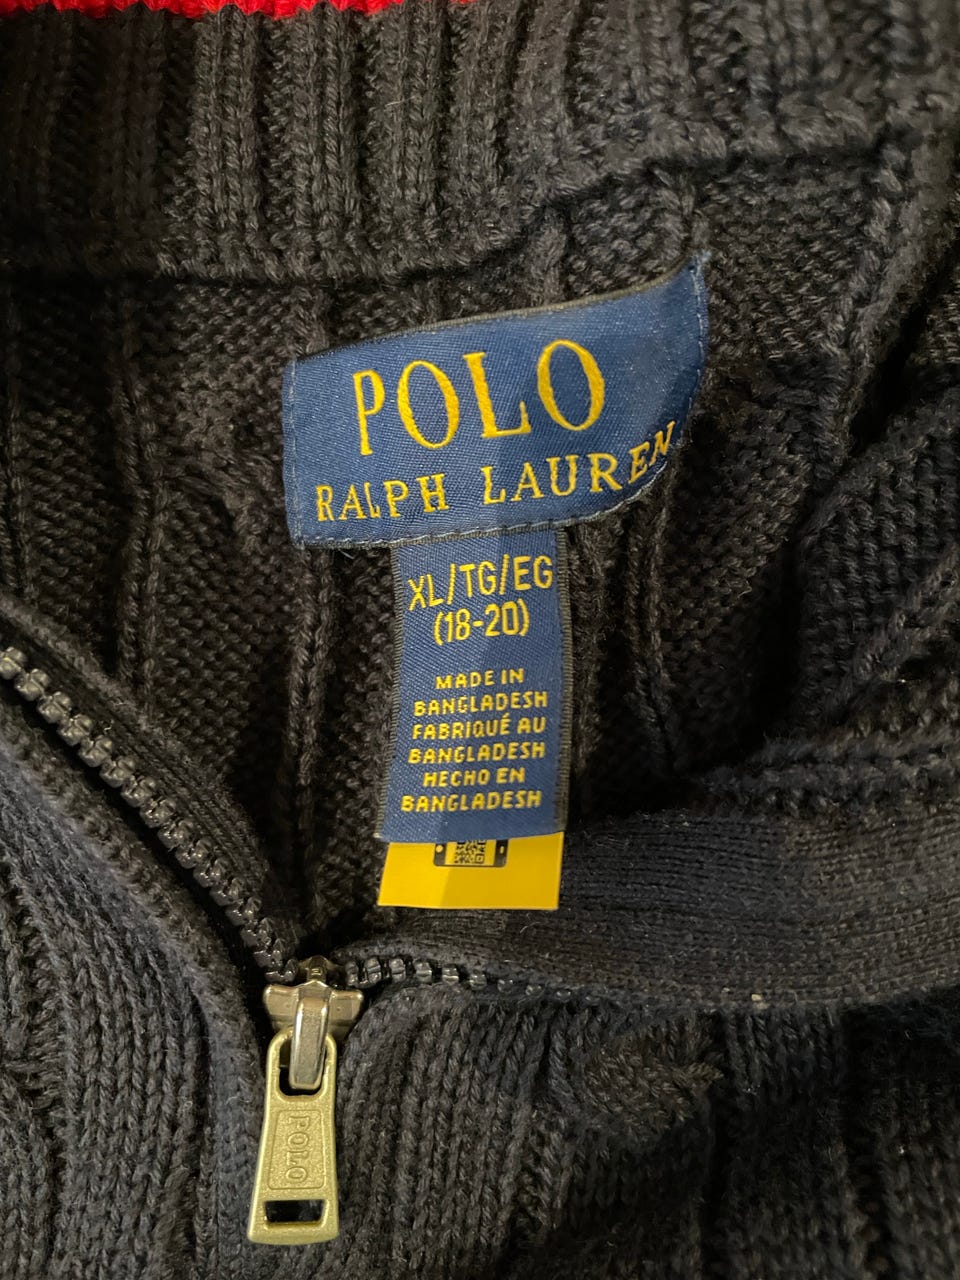 POLO
RALPH LAUREN
XL/TG/EG
(18-20)
MADE IN
BANGLADESH
FABRIQUÉ AU
BANGLADESH
HECHO EN
BANGLADESH
POLO